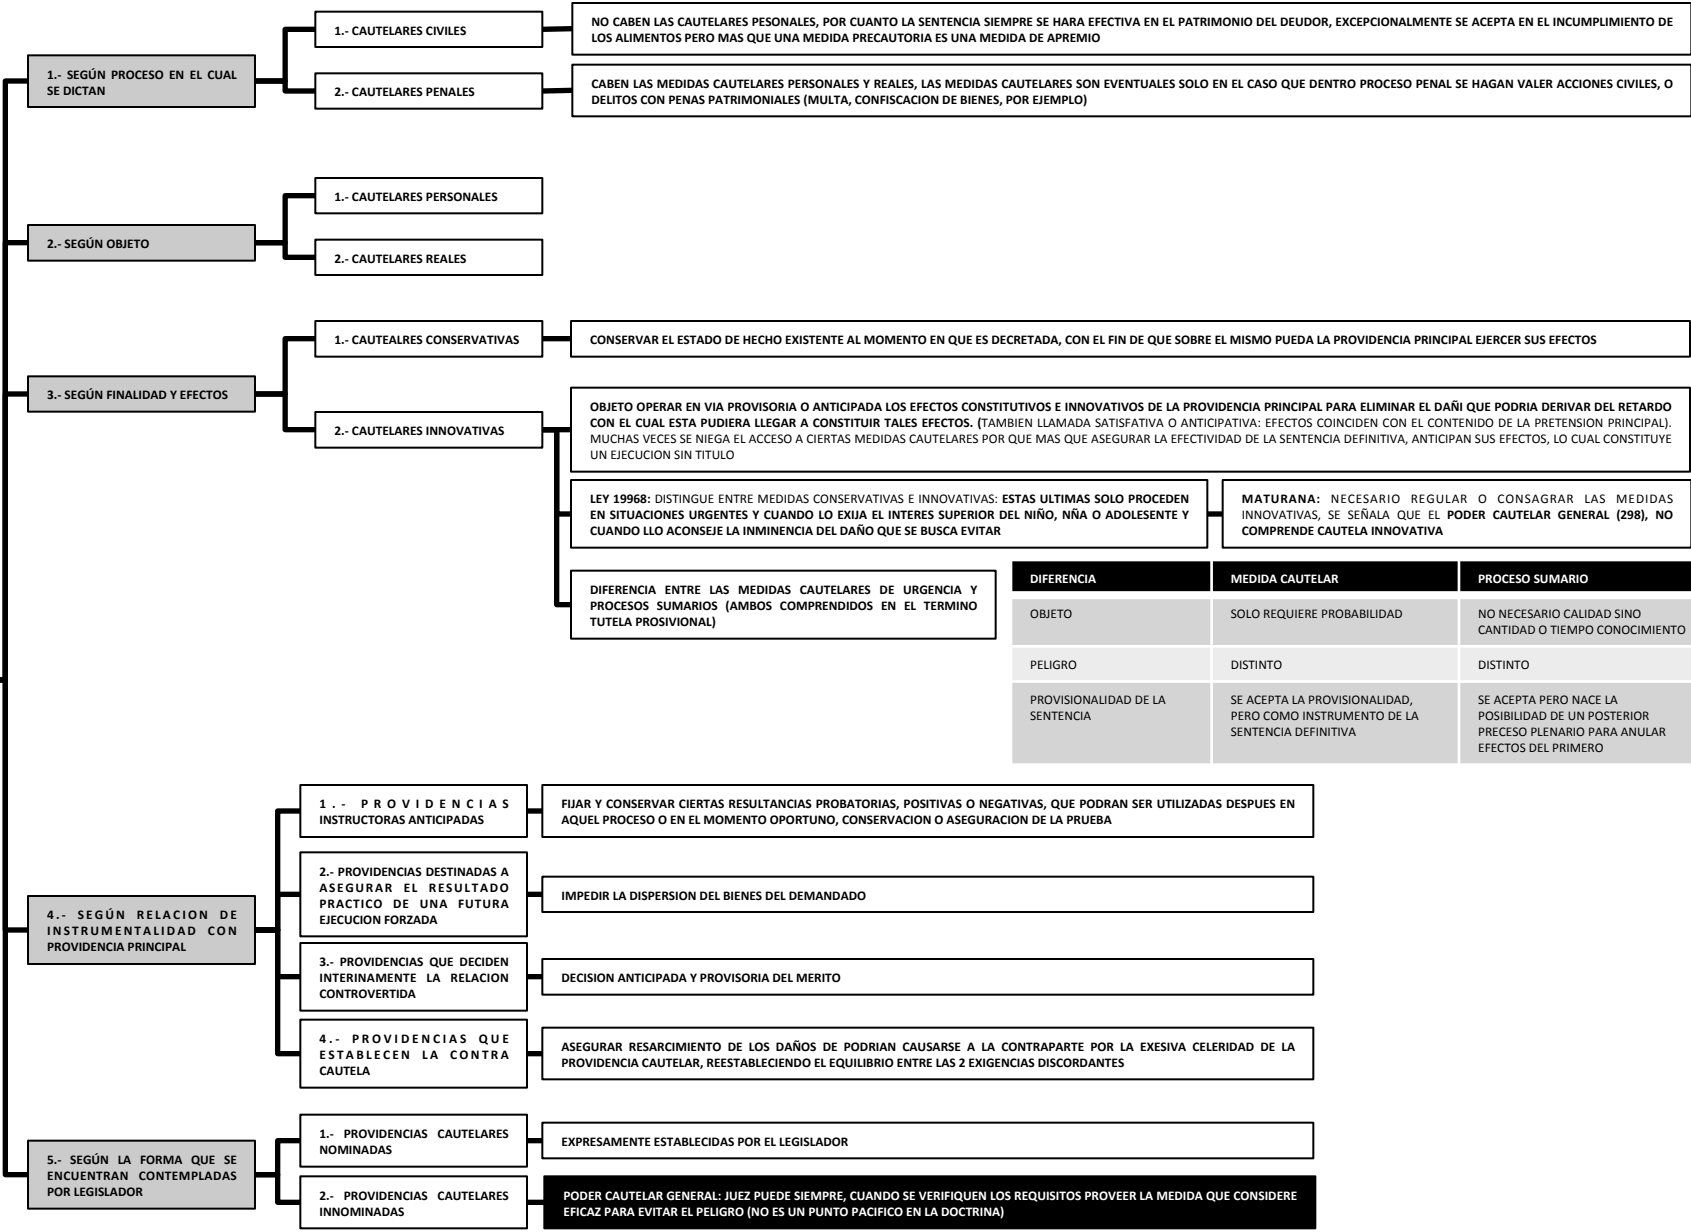 1.- SEGÚN PROCESO EN EL CUAL
SE DICTAN
1.- CAUTELARES CIVILES
NO CABEN LAS CAUTELARES PESONALES, POR CUANTO LA SENTENCIA SIEMPRE SE HARA EFECTIVA EN EL PATRIMONIO DEL DEUDOR, EXCEPCIONALMENTE SE ACEPTA EN EL INCUMPLIMIENTO DE
LOS ALIMENTOS PERO MAS QUE UNA MEDIDA PRECAUTORIA ES UNA MEDIDA DE APREMIO
2.- CAUTELARES PENALES
CABEN LAS MEDIDAS CAUTELARES PERSONALES Y REALES, LAS MEDIDAS CAUTELARES SON EVENTUALES SOLO EN EL CASO QUE DENTRO PROCESO PENAL SE HAGAN VALER ACCIONES CIVILES, O
DELITOS CON PENAS PATRIMONIALES (MULTA, CONFISCACION DE BIENES, POR EJEMPLO)
2.- SEGÚN OBJETO
1.- CAUTELARES PERSONALES
2.- CAUTELARES REALES
3.- SEGÚN FINALIDAD Y EFECTOS
1.- CAUTEALRES CONSERVATIVAS
CONSERVAR EL ESTADO DE HECHO EXISTENTE AL MOMENTO EN QUE ES DECRETADA, CON EL FIN DE QUE SOBRE EL MISMO PUEDA LA PROVIDENCIA PRINCIPAL EJERCER SUS EFECTOS
2.- CAUTELARES INNOVATIVAS
OBJETO OPERAR EN VIA PROVISORIA O ANTICIPADA LOS EFECTOS CONSTITUTIVOS E INNOVATIVOS DE LA PROVIDENCIA PRINCIPAL PARA ELIMINAR EL DAÑI QUE PODRIA DERIVAR DEL RETARDO
CON EL CUAL ESTA PUDIERA LLEGAR A CONSTITUIR TALES EFECTOS. (TAMBIEN LLAMADA SATISFATIVA O ANTICIPATIVA: EFECTOS COINCIDEN CON EL CONTENIDO DE LA PRETENSION PRINCIPAL).
MUCHAS VECES SE NIEGA EL ACCESO A CIERTAS MEDIDAS CAUTELARES POR QUE MAS QUE ASEGURAR LA EFECTIVIDAD DE LA SENTENCIA DEFINITIVA, ANTICIPAN SUS EFECTOS, LO CUAL CONSTITUYE
UN EJECUCION SIN TITULO
LEY 19968: DISTINGUE ENTRE MEDIDAS CONSERVATIVAS E INNOVATIVAS: ESTAS ULTIMAS SOLO PROCEDEN
EN SITUACIONES URGENTES Y CUANDO LO EXIJA EL INTERES SUPERIOR DEL NIÑO, NÑA O ADOLESENTE Y
CUANDO LLO ACONSEJE LA INMINENCIA DEL DAÑO QUE SE BUSCA EVITAR
MATURANA: NECESARIO REGULAR O CONSAGRAR LAS MEDIDAS
INNOVATIVAS, SE SEÑALA QUE EL PODER CAUTELAR GENERAL (298), NO
COMPRENDE CAUTELA INNOVATIVA
DIFERENCIA ENTRE LAS MEDIDAS CAUTELARES DE URGENCIA Y
PROCESOS SUMARIOS (AMBOS COMPRENDIDOS EN EL TERMINO
TUTELA PROSIVIONAL)
DIFERENCIA MEDIDA CAUTELAR PROCESO SUMARIO
OBJETO SOLO REQUIERE PROBABILIDAD NO NECESARIO CALIDAD SINO
CANTIDAD O TIEMPO CONOCIMIENTO
PELIGRO DISTINTO DISTINTO
PROVISIONALIDAD DE LA SE ACEPTA LA PROVISIONALIDAD, SE ACEPTA PERO NACE LA
SENTENCIA PERO COMO INSTRUMENTO DE LA POSIBILIDAD DE UN POSTERIOR
SENTENCIA DEFINITIVA PRECESO PLENARIO PARA ANULAR
EFECTOS DEL PRIMERO
4.- SEGÚN RELACION DE
INSTRUMENTALIDAD CON
PROVIDENCIA PRINCIPAL
1.- PROVIDENCIAS
INSTRUCTORAS ANTICIPADAS
FIJAR Y CONSERVAR CIERTAS RESULTANCIAS PROBATORIAS, POSITIVAS O NEGATIVAS, QUE PODRAN SER UTILIZADAS DESPUES EN
AQUEL PROCESO O EN EL MOMENTO OPORTUNO, CONSERVACION O ASEGURACION DE LA PRUEBA
2.- PROVIDENCIAS DESTINADAS A
ASEGURAR EL RESULTADO
PRACTICO DE UNA FUTURA
EJECUCION FORZADA
IMPEDIR LA DISPERSION DEL BIENES DEL DEMANDADO
3.- PROVIDENCIAS QUE DECIDEN
INTERINAMENTE LA RELACION
CONTROVERTIDA
DECISION ANTICIPADA Y PROVISORIA DEL MERITO
4.- PROVIDENCIAS QUE
ESTABLECEN LA CONTRA
CAUTELA
ASEGURAR RESARCIMIENTO DE LOS DAÑOS DE PODRIAN CAUSARSE A LA CONTRAPARTE POR LA EXESIVA CELERIDAD DE LA
PROVIDENCIA CAUTELAR, REESTABLECIENDO EL EQUILIBRIO ENTRE LAS 2 EXIGENCIAS DISCORDANTES
5.- SEGÚN LA FORMA QUE SE
ENCUENTRAN CONTEMPLADAS
POR LEGISLADOR
1.- PROVIDENCIAS CAUTELARES
NOMINADAS
EXPRESAMENTE ESTABLECIDAS POR EL LEGISLADOR
2.- PROVIDENCIAS CAUTELARES
INNOMINADAS
PODER CAUTELAR GENERAL: JUEZ PUEDE SIEMPRE, CUANDO SE VERIFIQUEN LOS REQUISITOS PROVEER LA MEDIDA QUE CONSIDERE
EFICAZ PARA EVITAR EL PELIGRO (NO ES UN PUNTO PACIFICO EN LA DOCTRINA)